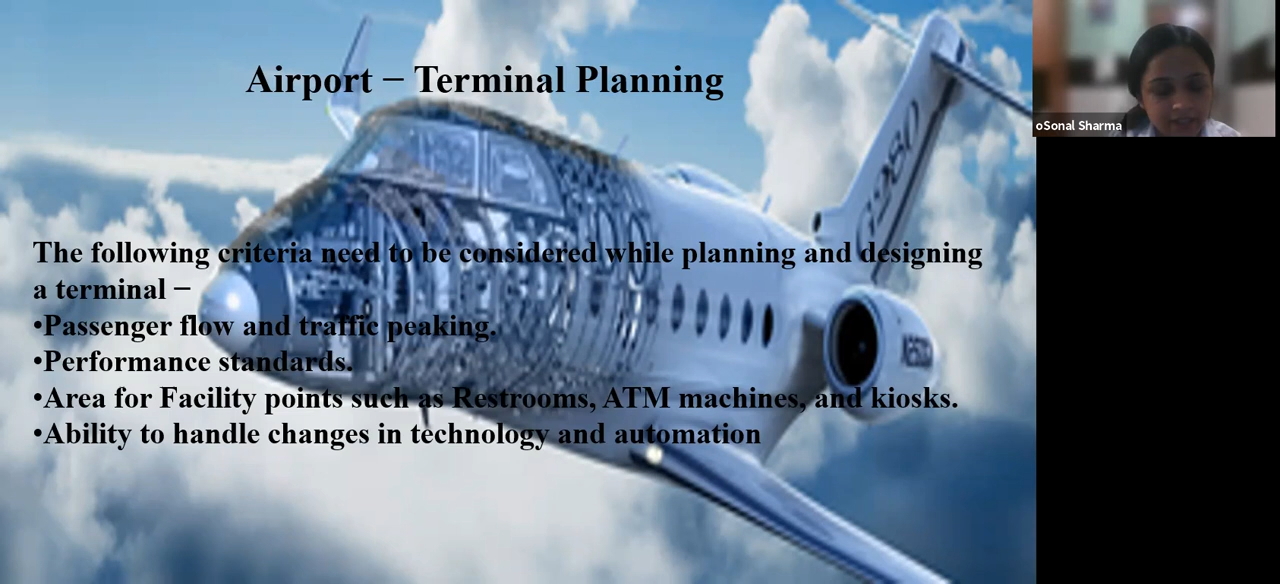 Airport − Terminal Planning
The following criteria need to be considered while planning and designing
a terminal −
•Passenger flow and traffic peaking.
•Performance standards.
•Area for Facility points such as Restrooms, ATM machines, and kiosks.
•Ability to handle changes in technology and automation
oSonal Sharma